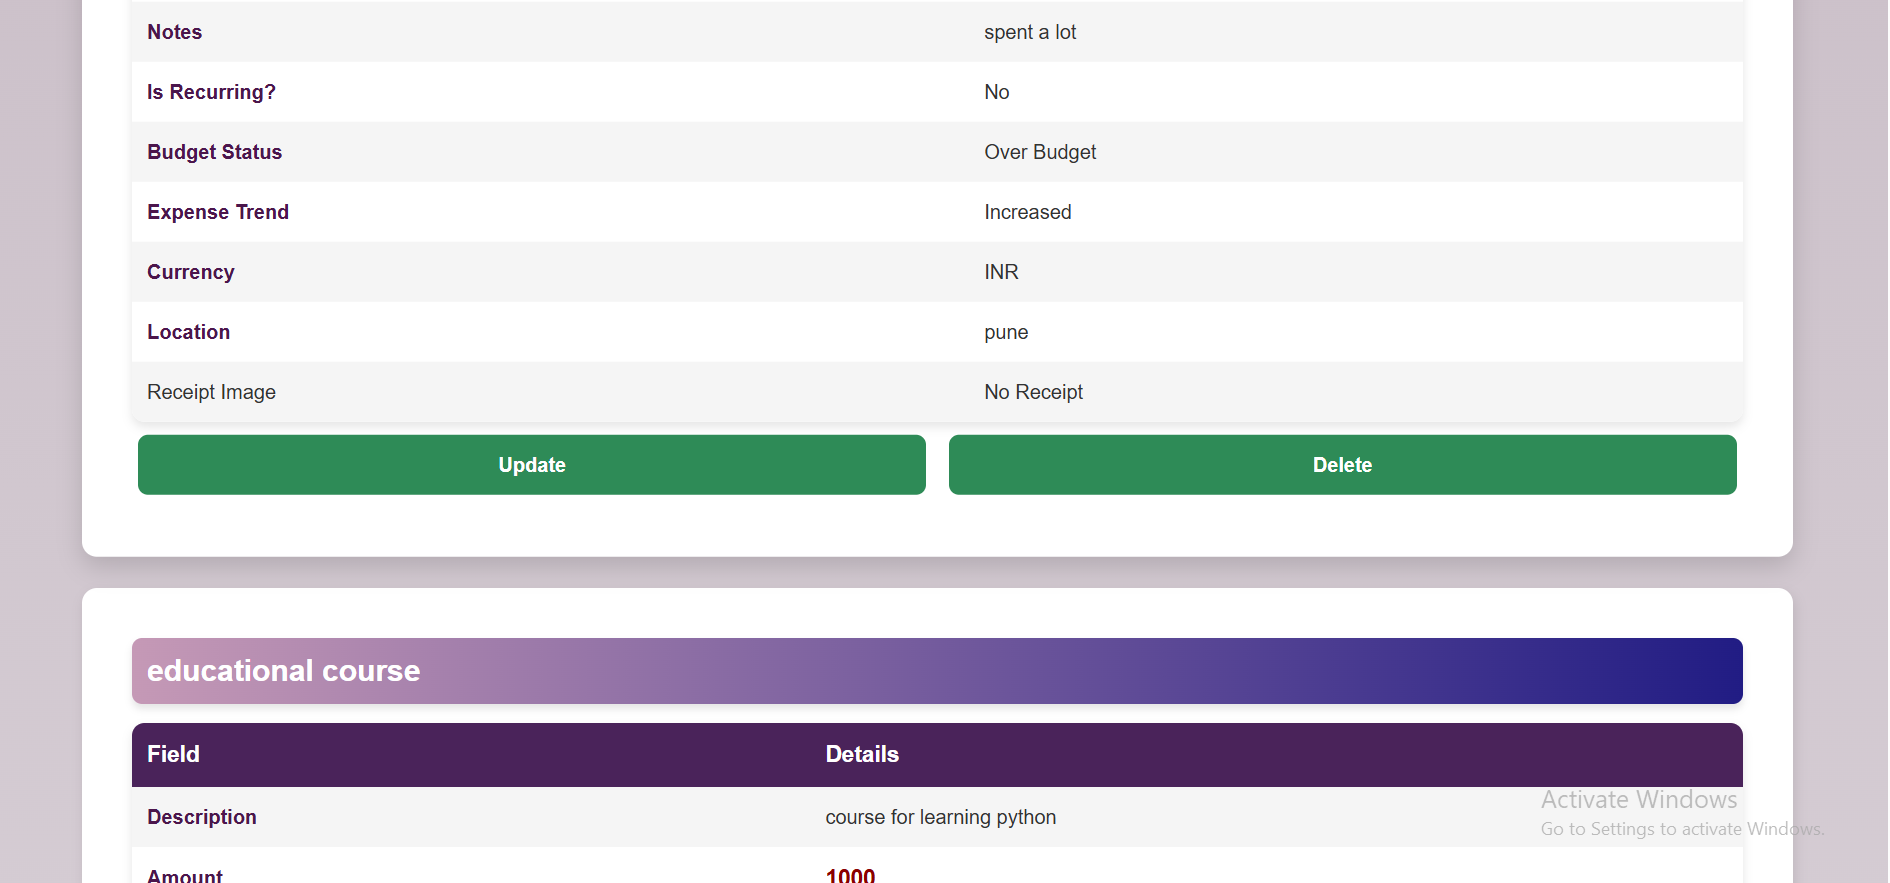 Notes spent a lot
Is Recurring? No
Budget Status Over Budget
Expense Trend Increased
Currency INR
Location pune
Receipt Image No Receipt
Update Delete
educational course
Field Details
Description course for learning python
Activate Windows
Go to Settings to activate Windows.
Amount 1000